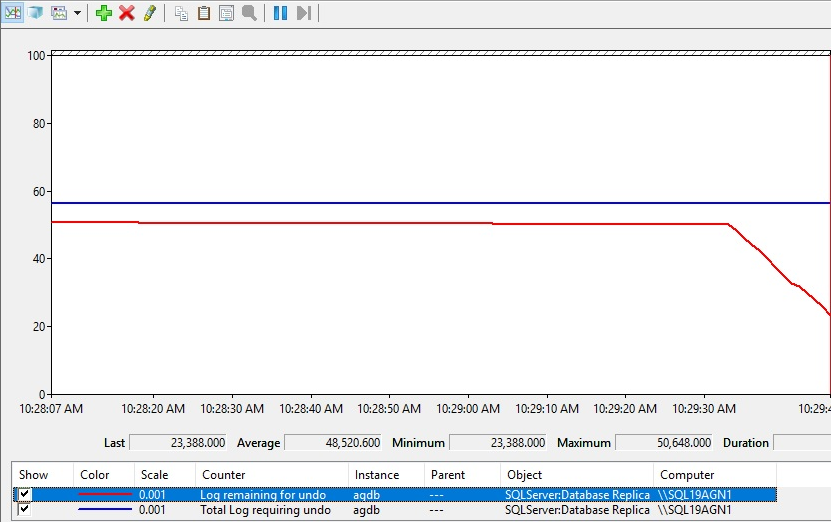 100
80
60
40
20
0
10:28:07 AM 10:28:20 AM 10:28:30 AM 10:28:40 AM 10:28:50 AM 10:29:00 AM 10:29:10 AM 10:29:20 AM 10:29:30 AM 10:29:4
Last 23,388.000 Average 48,520.600 Minimum 23,388.000 Maximum 50,648.000 Duration
Show Color Scale Counter Instance Parent Object Computer
0.001 Log remaining for undo agdb --- SQLServer:Database Replica \\SQL19AGN1
0.001 Total Log requiring undo agdb --- SQLServer:Database Replica \\SQL19AGN1